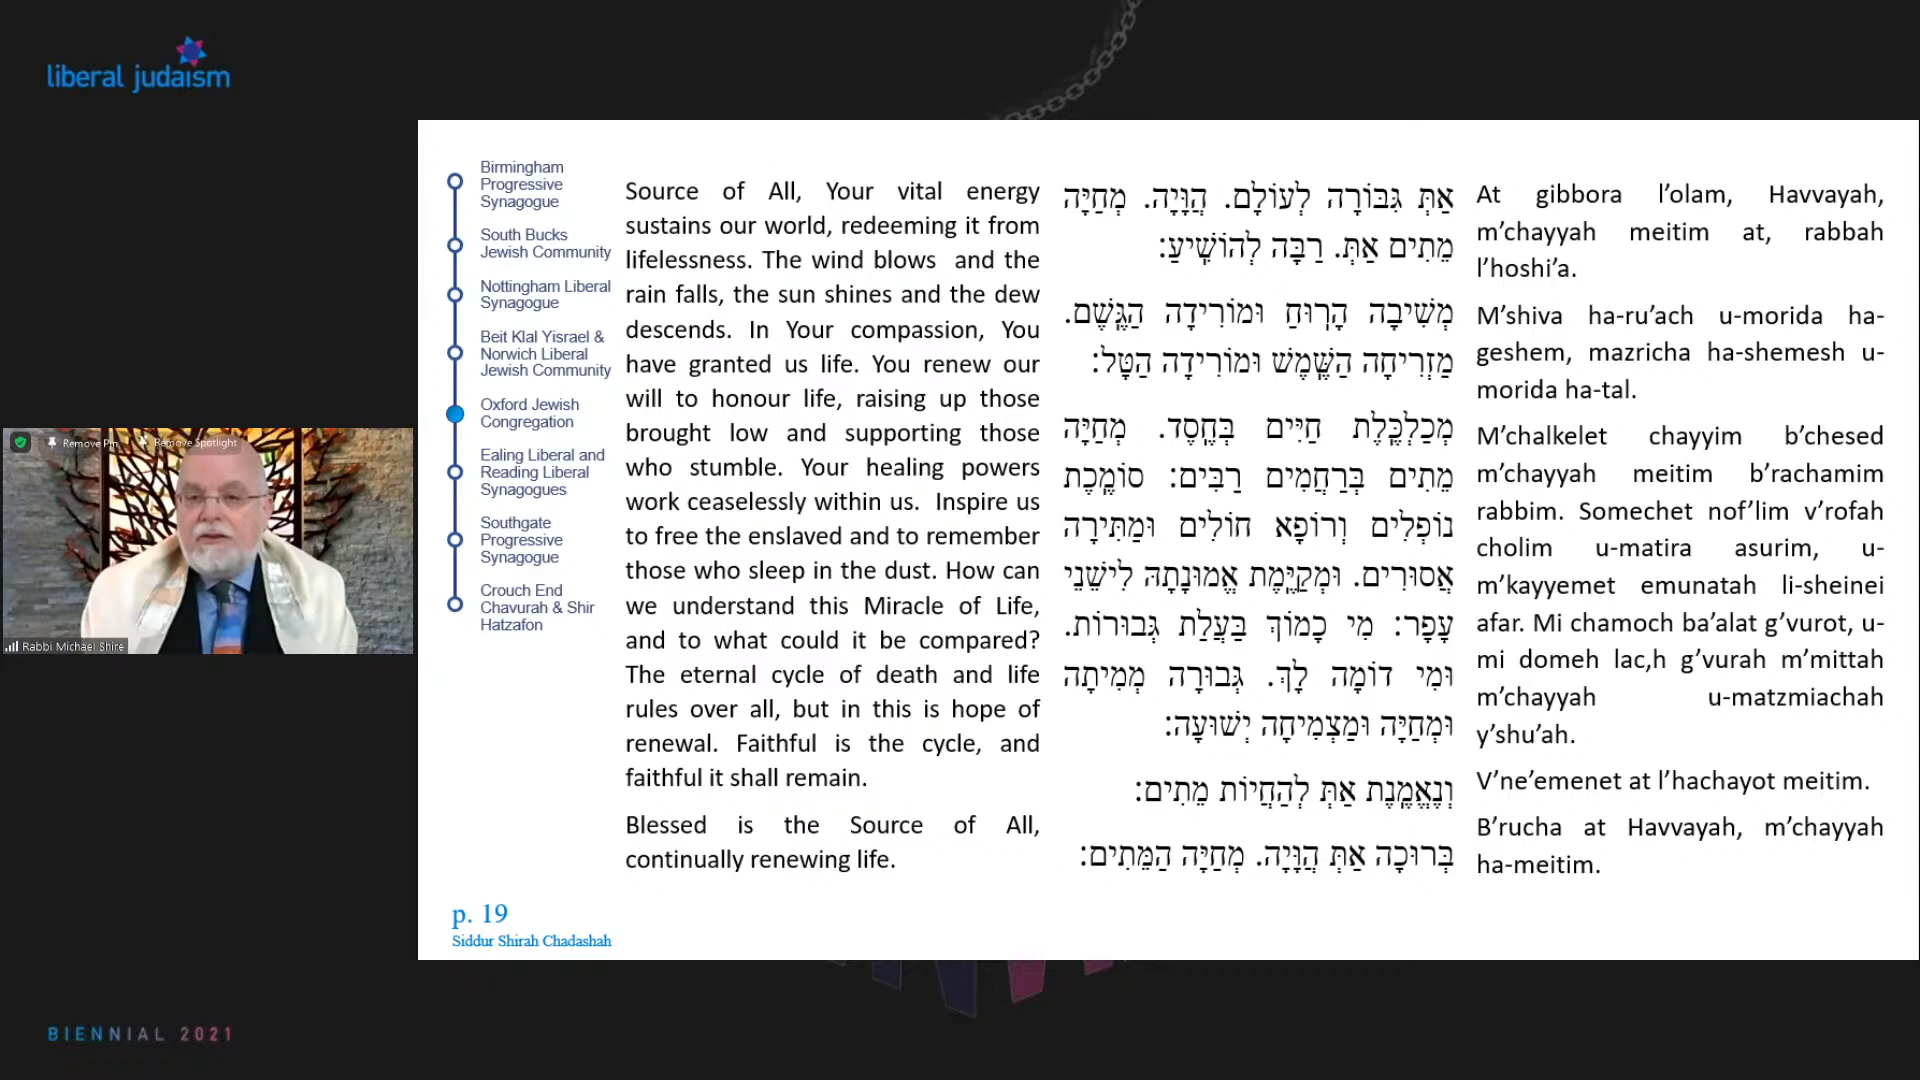 liberal judaism
Birmingham
Progressive
Synagogue
South Bucks
Jewish Community
Nottingham Liberal
Synagogue
Beit Klal Yisrael &
Norwich Liberal
Jewish Community
Oxford Jewish
Congregation
Ealing Liberal and
Reading Liberal
Synagogues
Southgate
Progressive
Synagogue
Crouch End
Chavurah & Shir
Hatzafon
Source of All, Your vital energy
sustains our world, redeeming it from
lifelessness. The wind blows and the
rain falls, the sun shines and the dew
descends. In Your compassion, You
have granted us life. You renew our
will to honour life, raising up those
brought low and supporting those
who stumble. Your healing powers
work ceaselessly within us. Inspire us
to free the enslaved and to remember
those who sleep in the dust. How can
we understand this Miracle of Life,
and to what could it be compared?
The eternal cycle of death and life
rules over all, but in this is hope of
renewal. Faithful is the cycle, and
faithful it shall remain.
Blessed is the Source of All,
continually renewing life.
אַתְּ גִּבּוֹרָה לְעוֹלָם. הֲוָיָה. מְחַיָּה
מֵתִים אַתְּ. רַבָּה לְהוֹשִׁיעַ:
מְשִׁיבָה הָרֽוּחַ וּמוֹרִידָה הַגֶּֽשֶׁם.
מַזְרִיחָה הַשֶּֽׁמֶשׁ וּמוֹרִידָה הַטָּל:
מְכַלְכֶּֽלֶת חַיִּים בְּחֶֽסֶד. מְחַיָּה
מֵתִים בְּרַחֲמִים רַבִּים: סוֹמֶֽכֶת
נוֹפְלִים וְרוֹפָא חוֹלִים וּמַתִּירָה
אֲסוּרִים. וּמְקַיֶּֽמֶת אֱמוּנָתָהּ לִישֵׁנֵי
עָפָר: מִי כָמוֹךְ בַּעֲלַת גְּבוּרוֹת.
וּמִי דוֹמָה לָךְ. גְּבוּרָה מְמִיתָה
וּמְחַיָּה וּמַצְמִיחָה יְשׁוּעָה:
וְנֶאֱמֶֽנֶת אַתְּ לְהַחֲיוֹת מֵתִים:
בְּרוּכָה אַתְּ הֲוָיָה. מְחַיָּה הַמֵּתִים:
At gibbora l’olam, Havvayah,
m’chayyah meitim at, rabbah
l’hoshi’a.
M’shiva ha-ru’ach u-morida ha-
geshem, mazricha ha-shemesh u-
morida ha-tal.
M’chalkelet chayyim b’chesed
m’chayyah meitim b’rachamim
rabbim. Somechet nof’lim v’rofah
cholim u-matira asurim, u-
m’kayyemet emunatah li-sheinei
afar. Mi chamoch ba’alat g’vurot, u-
mi domeh lac,h g’vurah m’mittah
m’chayyah u-matzmiachah
y’shu’ah.
V’ne’emenet at l’hachayot meitim.
B’rucha at Havvayah, m’chayyah
ha-meitim.
Remove Pin
Remove Spotlight
Rabbi Michael Shire
p. 19
Siddur Shirah Chadashah
BIENNIAL 2021